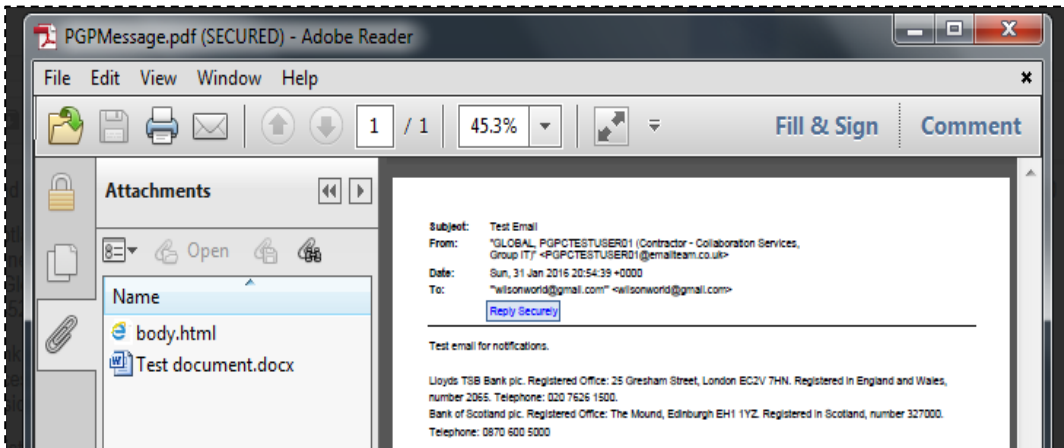 PGPMessage.pdf (SECURED) - Adobe Reader
File Edit View Window Help
1 / 1 45.3% Fill & Sign Comment
Attachments
Open
Name
body.html
Test document.docx
Subject: Test Email
From: "GLOBAL, PGPCTESTUSER01 (Contractor - Collaboration Services,
Group IT)" <PGPCTESTUSER01@emailteam.co.uk>
Date: Sun, 31 Jan 2016 20:54:39 +0000
To: "'wilsonworld@gmail.com'" <wilsonworld@gmail.com>
Reply Securely
Test email for notifications.
Lloyds TSB Bank plc. Registered Office: 25 Gresham Street, London EC2V 7HN. Registered in England and Wales,
number 2065. Telephone: 020 7626 1500.
Bank of Scotland plc. Registered Office: The Mound, Edinburgh EH1 1YZ. Registered in Scotland, number 327000.
Telephone: 0870 600 5000